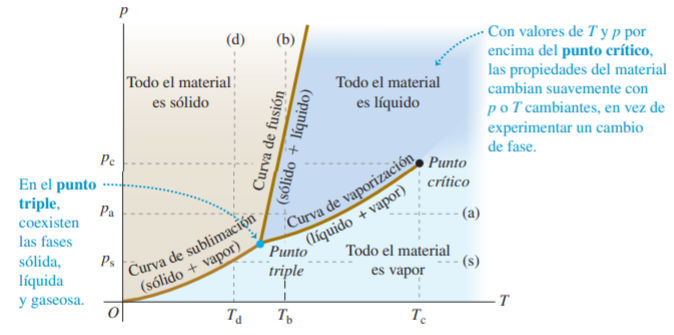 p
(d)
(b)
Todo el material
es sólido
Curva de fusión
(sólido + líquido)
Todo el material
es líquido
Con valores de T y p por
encima del punto crítico,
las propiedades del material
cambian suavemente con
p o T cambiantes, en vez de
experimentar un cambio
de fase.
pc
Punto
crítico
En el punto
triple,
coexisten
las fases
sólida,
líquida
y gaseosa.
pa
(a)
Curva de vaporización
(líquido + vapor)
Curva de sublimación
(sólido + vapor)
ps
Punto
triple
Todo el material
es vapor
(s)
O
Td
Tb
Tc
T